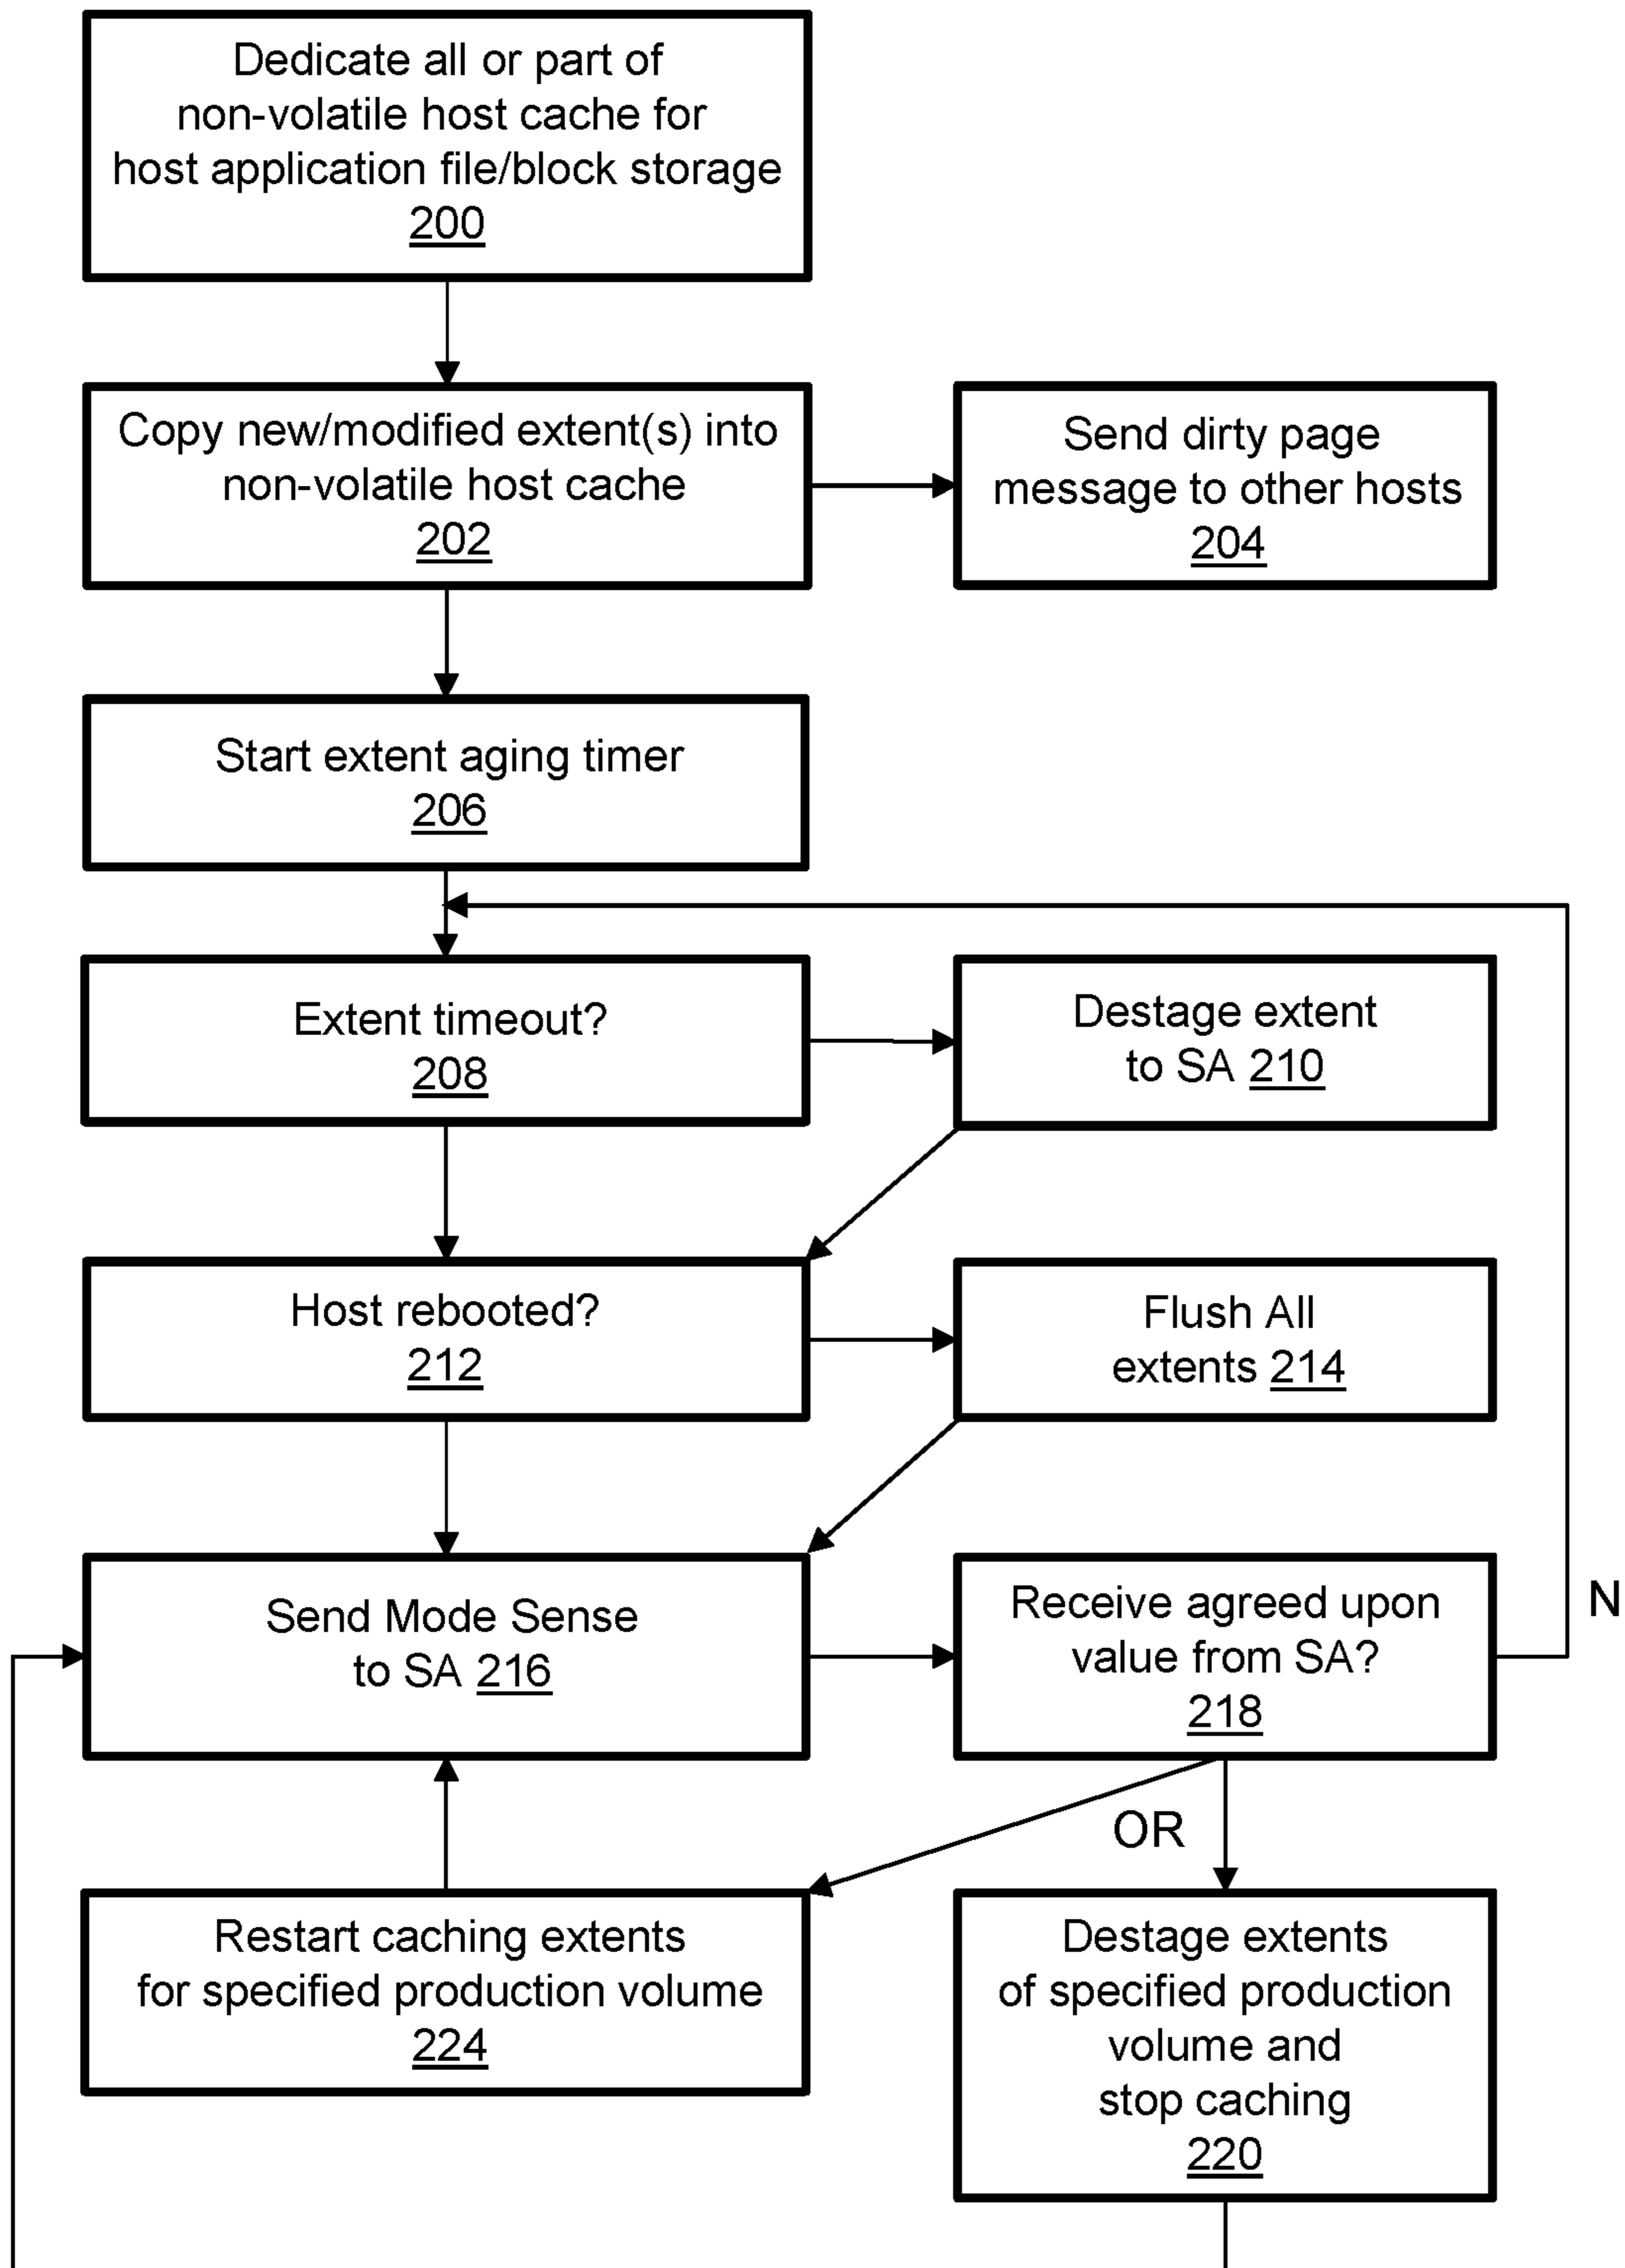 Dedicate all or part of
non-volatile host cache for
host application file/block storage
200
Copy new/modified extent(s) into
non-volatile host cache
202
Send dirty page
message to other hosts
204
Start extent aging timer
206
Extent timeout?
208
Destage extent
to SA 210
Host rebooted?
212
Flush All
extents 214
Send Mode Sense
to SA 216
Receive agreed upon
value from SA?
218
N
OR
Restart caching extents
for specified production volume
224
Destage extents
of specified production
volume and
stop caching
220